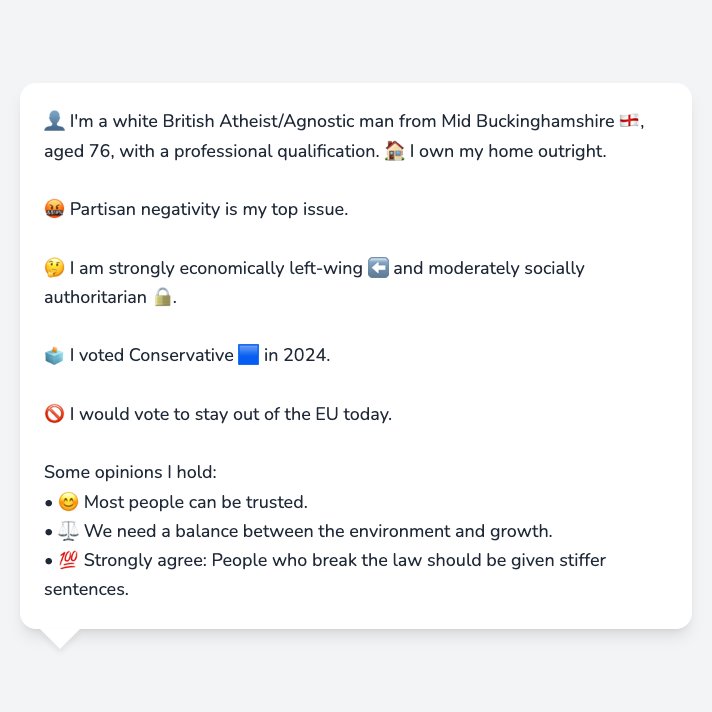 👤 I'm a white British Atheist/Agnostic man from Mid Buckinghamshire 🏴󠁧󠁢󠁥󠁮󠁧󠁿,
aged 76, with a professional qualification. 🏠 I own my home outright.
🤬 Partisan negativity is my top issue.
🤔 I am strongly economically left-wing ⬅️ and moderately socially
authoritarian 🔒.
🗳️ I voted Conservative 🟦 in 2024.
🚫 I would vote to stay out of the EU today.
Some opinions I hold:
• 😊 Most people can be trusted.
• ⚖️ We need a balance between the environment and growth.
• 💯 Strongly agree: People who break the law should be given stiffer
sentences.